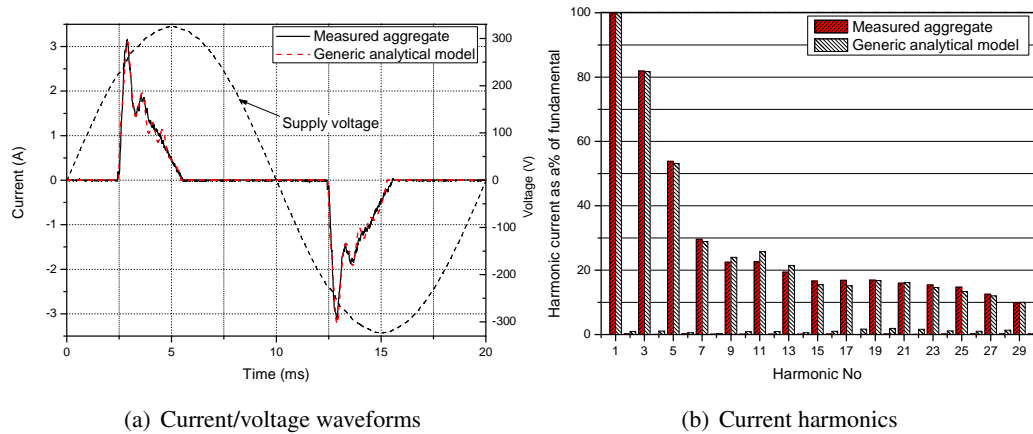 Measured aggregate
Generic analytical model
Supply voltage
3
2
1
0
-1
-2
-3
Current (A)
300
200
100
0
-100
-200
-300
Voltage (V)
0 5 10 15 20
Time (ms)
(a) Current/voltage waveforms
Measured aggregate
Generic analytical model
100
80
60
40
20
0
Harmonic current as a% of fundamental
1 3 5 7 9 11 13 15 17 19 21 23 25 27 29
Harmonic No
(b) Current harmonics